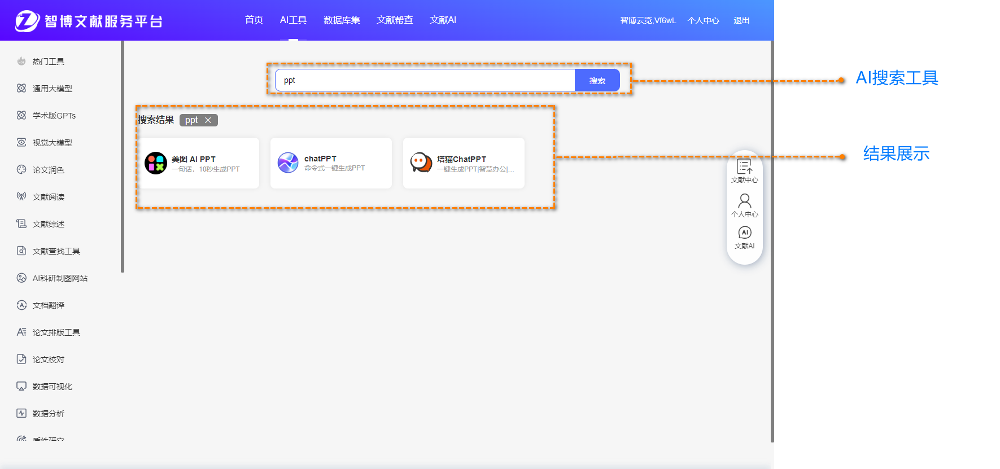 智博文献服务平台
首页
AI工具
数据库集
文献帮查
文献AI
智博云览,Vf6wL
个人中心
退出
热门工具
通用大模型
学术版GPTs
视觉大模型
论文润色
文献阅读
文献综述
文献查找工具
AI科研制图网站
文档翻译
论文排版工具
论文校对
数据可视化
数据分析
质性研究
ppt
搜索
搜索结果
ppt
美图 AI PPT
一句话，10秒生成PPT
chatPPT
命令式一键生成PPT
塔猫ChatPPT
一键生成PPT|智慧办公|...
文献中心
个人中心
文献AI
AI搜索工具
结果展示